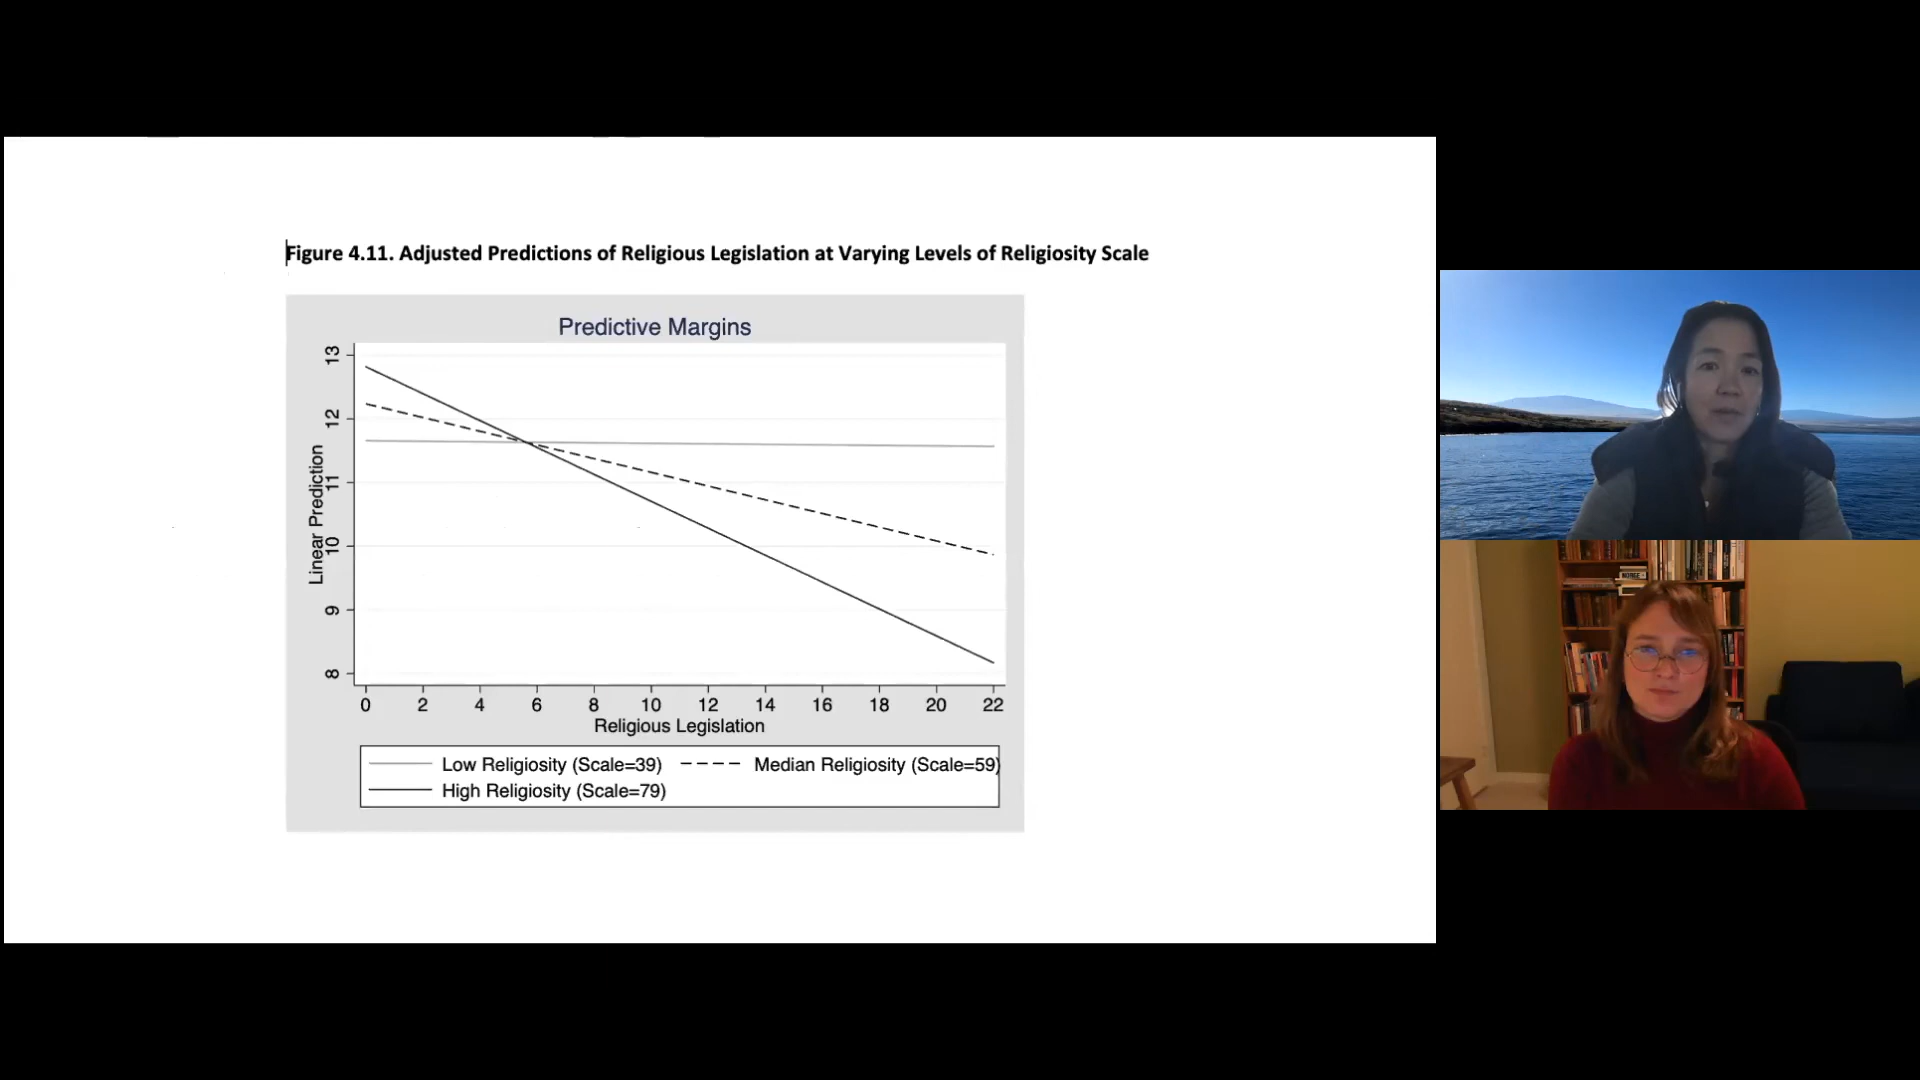 Figure 4.11. Adjusted Predictions of Religious Legislation at Varying Levels of Religiosity Scale
Predictive Margins
13
12
11
10
9
8
Linear Prediction
0 2 4 6 8 10 12 14 16 18 20 22
Religious Legislation
Low Religiosity (Scale=39) Median Religiosity (Scale=59)
High Religiosity (Scale=79)